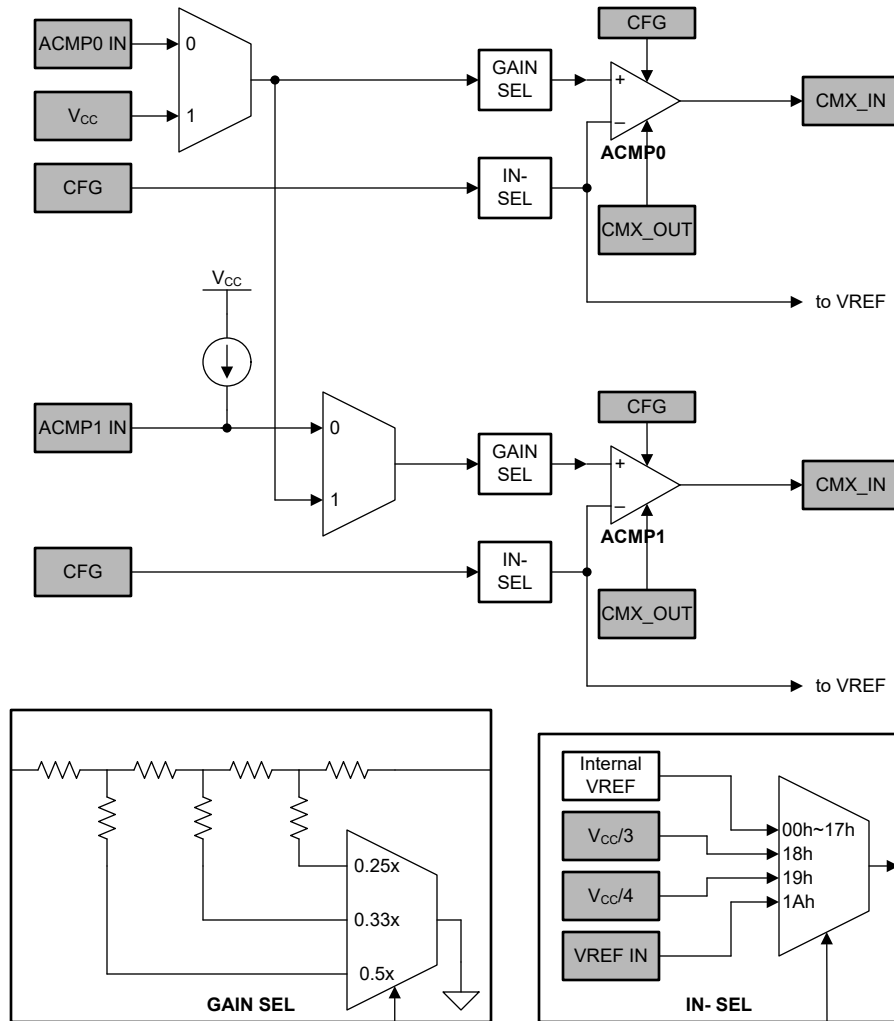 ACMP0 IN
0
VCC
1
CFG
GAIN
SEL
IN-
SEL
CFG
+
–
ACMP0
CMX_OUT
CMX_IN
to VREF
VCC
ACMP1 IN
0
1
CFG
GAIN
SEL
IN-
SEL
CFG
+
–
ACMP1
CMX_OUT
CMX_IN
to VREF
0.25x
0.33x
0.5x
GAIN SEL
Internal
VREF
VCC/3
VCC/4
VREF IN
00h~17h
18h
19h
1Ah
IN- SEL